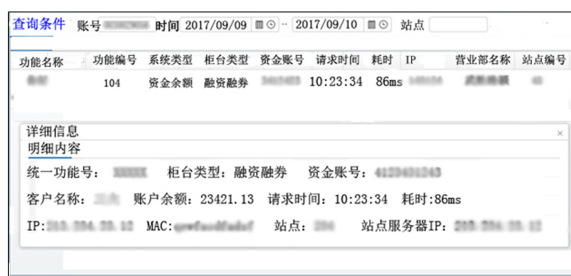 查询条件 账号 时间 2017/09/09 -- 2017/09/10 站点
功能名称 功能编号 系统类型 柜台类型 资金账号 请求时间 耗时 IP 营业部名称 站点编号
104 资金余额 融资融券 10:23:34 86ms
详细信息 ×
明细内容
统一功能号: 柜台类型: 融资融券 资金账号:
客户名称: 账户余额: 23421.13 请求时间: 10:23:34 耗时:86ms
IP: MAC: 站点: 站点服务器IP: